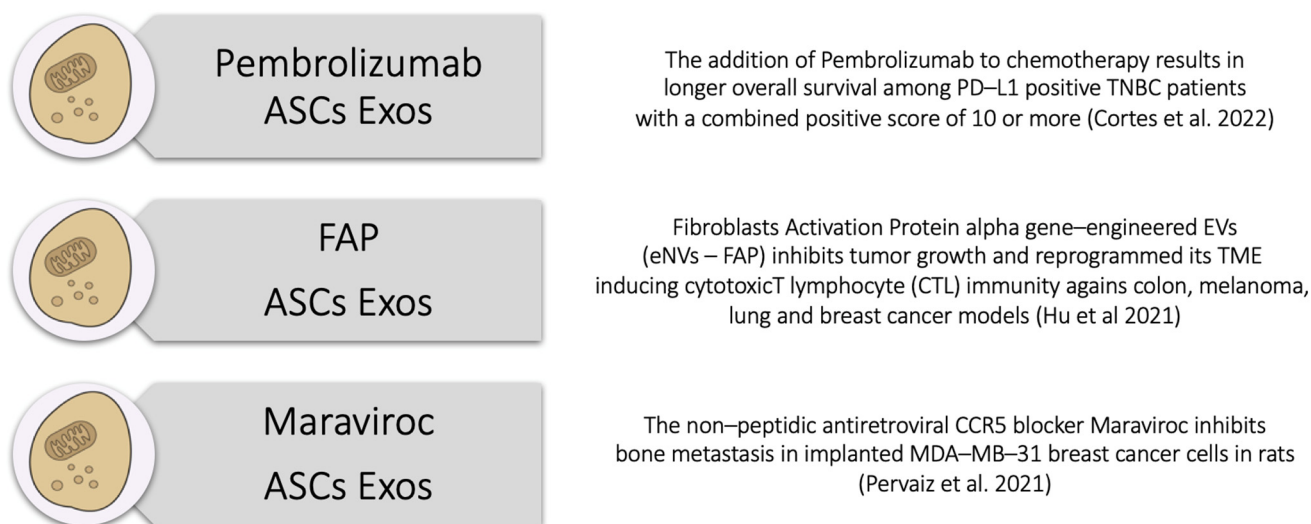 Pembrolizumab
ASCs Exos
The addition of Pembrolizumab to chemotherapy results in
longer overall survival among PD–L1 positive TNBC patients
with a combined positive score of 10 or more (Cortes et al. 2022)
FAP
ASCs Exos
Fibroblasts Activation Protein alpha gene–engineered EVs
(eNVs – FAP) inhibits tumor growth and reprogrammed its TME
inducing cytotoxicT lymphocyte (CTL) immunity agains colon, melanoma,
lung and breast cancer models (Hu et al 2021)
Maraviroc
ASCs Exos
The non–peptidic antiretroviral CCR5 blocker Maraviroc inhibits
bone metastasis in implanted MDA–MB–31 breast cancer cells in rats
(Pervaiz et al. 2021)